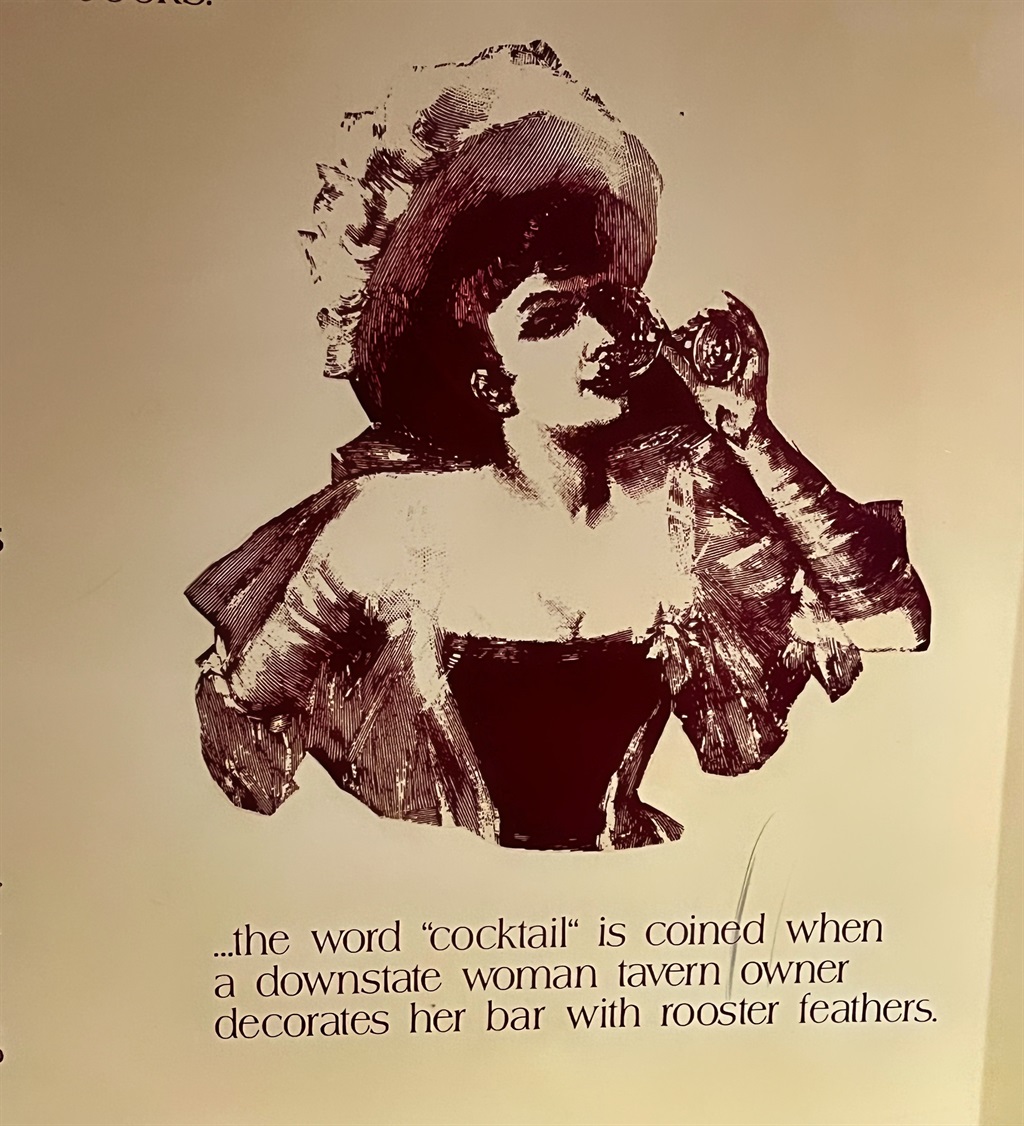 ...the word “cocktail“ is coined when
a downstate woman tavern owner
decorates her bar with rooster feathers.